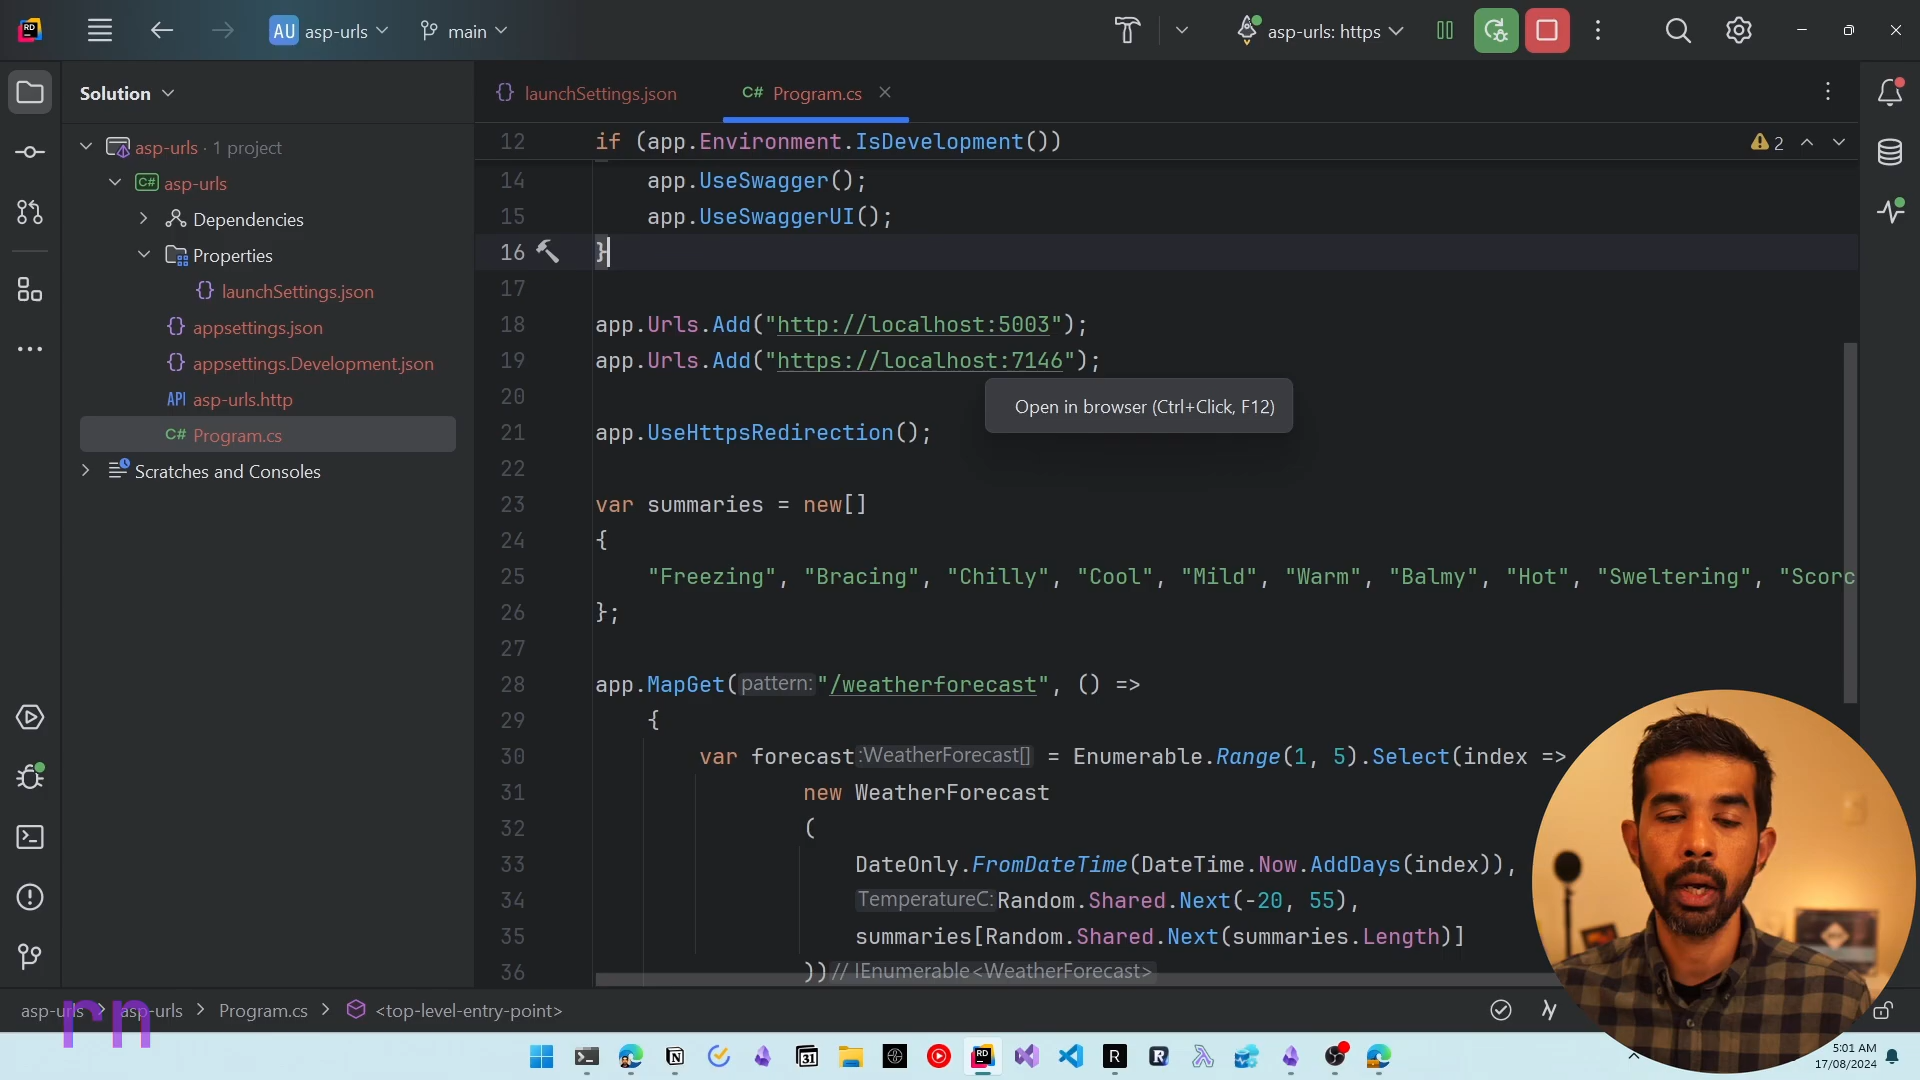 AU asp-urls main asp-urls: https
Solution
launchSettings.json C# Program.cs
asp-urls · 1 project
C# asp-urls
Dependencies
Properties
launchSettings.json
appsettings.json
appsettings.Development.json
API asp-urls.http
C# Program.cs
Scratches and Consoles
12 if (app.Environment.IsDevelopment()) 2
14 app.UseSwagger();
15 app.UseSwaggerUI();
16 }
17
18 app.Urls.Add("http://localhost:5003");
19 app.Urls.Add("https://localhost:7146");
20
Open in browser (Ctrl+Click, F12)
21 app.UseHttpsRedirection();
22
23 var summaries = new[]
24 {
25 "Freezing", "Bracing", "Chilly", "Cool", "Mild", "Warm", "Balmy", "Hot", "Sweltering", "Scorc
26 };
27
28 app.MapGet(pattern:"/weatherforecast", () =>
29 {
30 var forecast:WeatherForecast[] = Enumerable.Range(1, 5).Select(index =>
31 new WeatherForecast
32 (
33 DateOnly.FromDateTime(DateTime.Now.AddDays(index)),
34 TemperatureC:Random.Shared.Next(-20, 55),
35 summaries[Random.Shared.Next(summaries.Length)]
36 ))// IEnumerable<WeatherForecast>
asp-urls > asp-urls > Program.cs > <top-level-entry-point>
rn
5:01 AM
17/08/2024